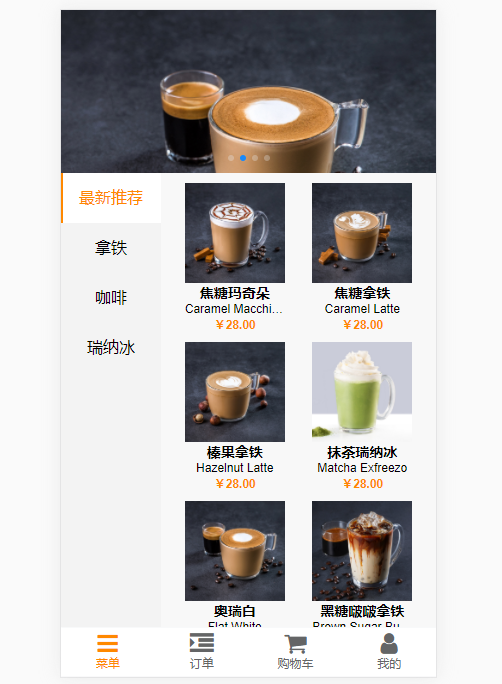 最新推荐
拿铁
咖啡
瑞纳冰
焦糖玛奇朵
Caramel Macchi...
￥28.00
焦糖拿铁
Caramel Latte
￥28.00
榛果拿铁
Hazelnut Latte
￥28.00
抹茶瑞纳冰
Matcha Exfreezo
￥28.00
奥瑞白
Flat White
黑糖啵啵拿铁
Brown Sugar Bu...
菜单
订单
购物车
我的